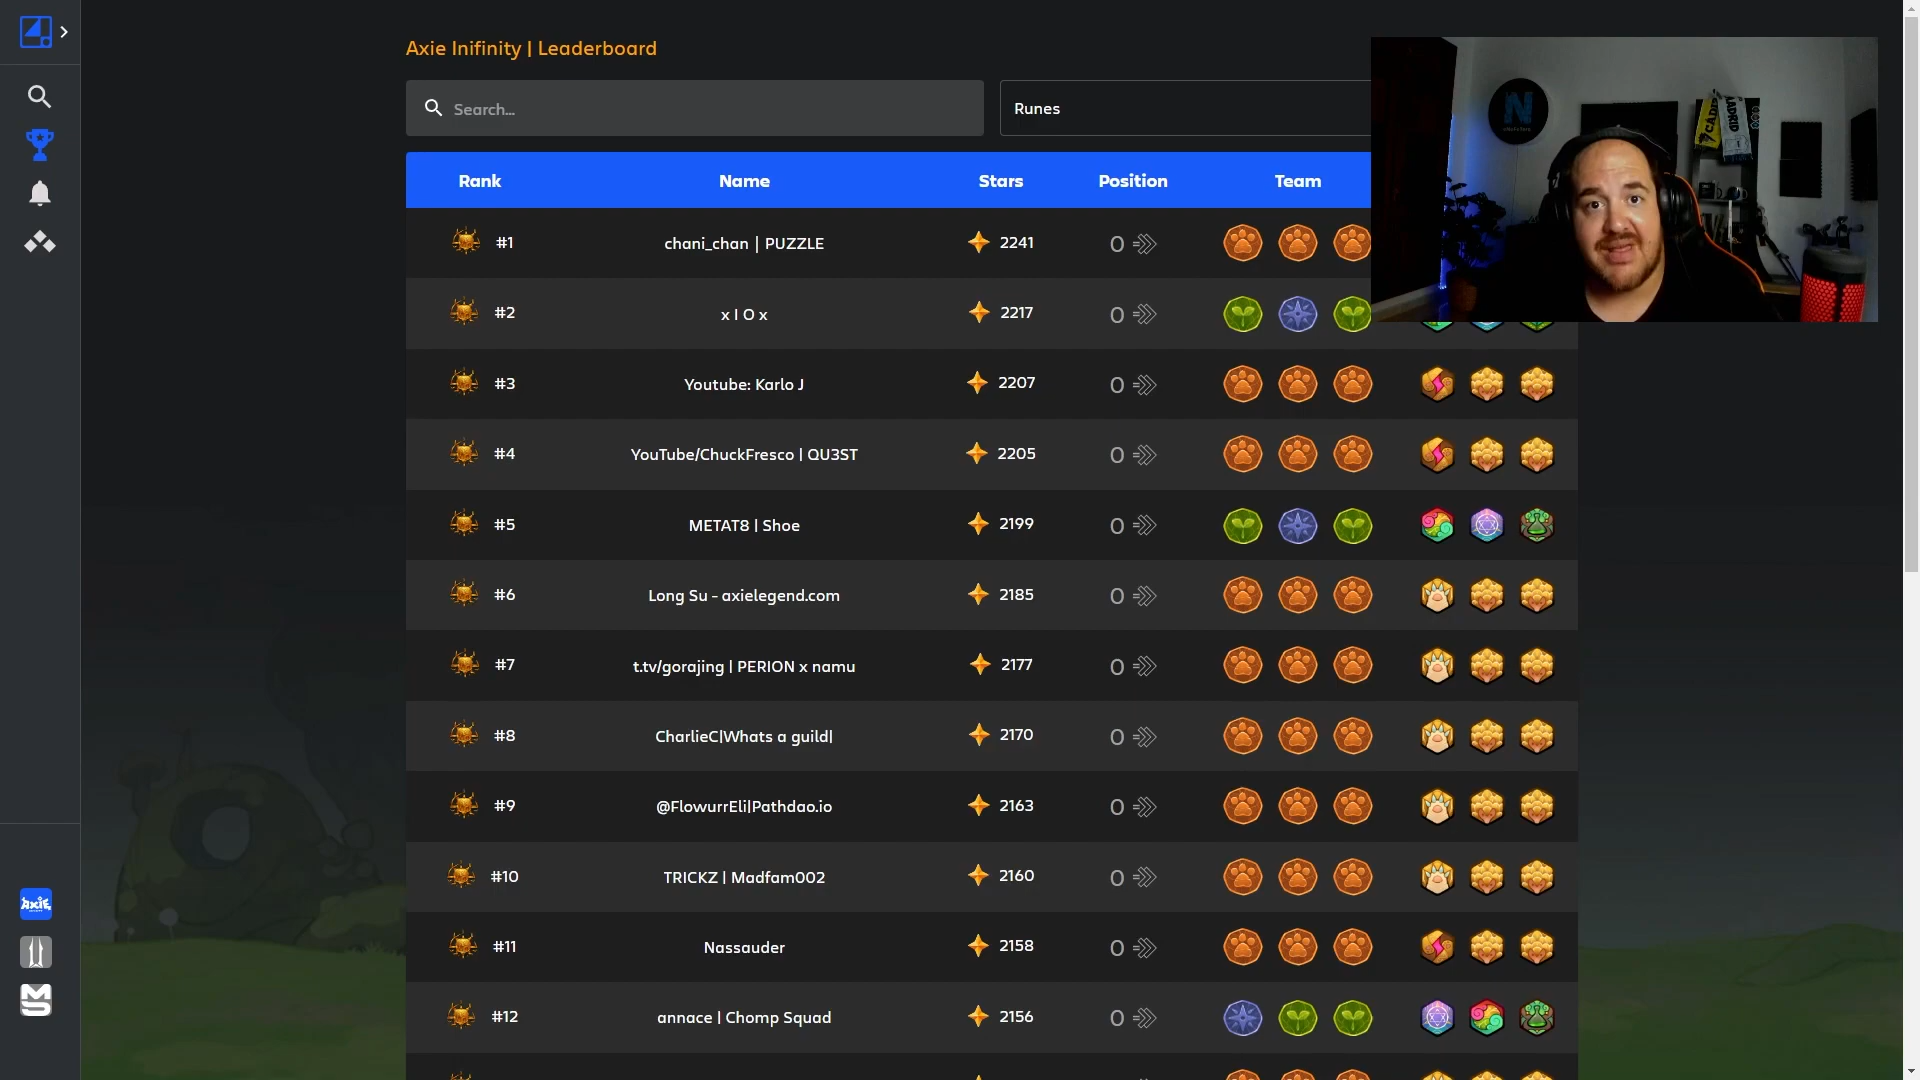 Axie Inifinity | Leaderboard
Search...
Runes
Rank Name Stars Position Team
#1 chani_chan | PUZZLE 2241 0
#2 x I O x 2217 0
#3 Youtube: Karlo J 2207 0
#4 YouTube/ChuckFresco | QU3ST 2205 0
#5 METAT8 | Shoe 2199 0
#6 Long Su - axielegend.com 2185 0
#7 t.tv/gorajing | PERION x namu 2177 0
#8 CharlieC|Whats a guild| 2170 0
#9 @FlowurrEli|Pathdao.io 2163 0
#10 TRICKZ | Madfam002 2160 0
#11 Nassauder 2158 0
#12 annace | Chomp Squad 2156 0
AXIE
N
CADIZ
MADRID